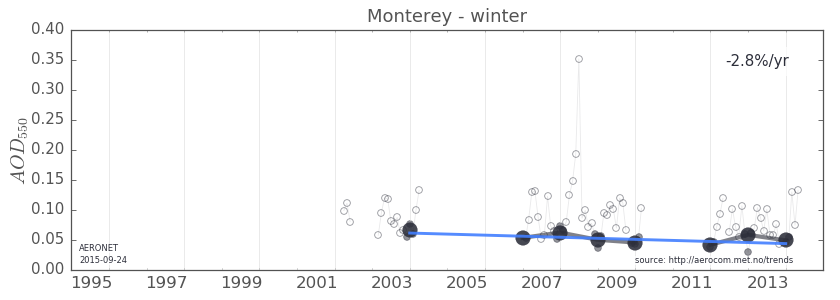 Monterey - winter
0.40
0.35
0.30
0.25
0.20
0.15
0.10
0.05
0.00
AOD550
-2.8%/yr
AERONET
2015-09-24
source: http://aerocom.met.no/trends
1995 1997 1999 2001 2003 2005 2007 2009 2011 2013